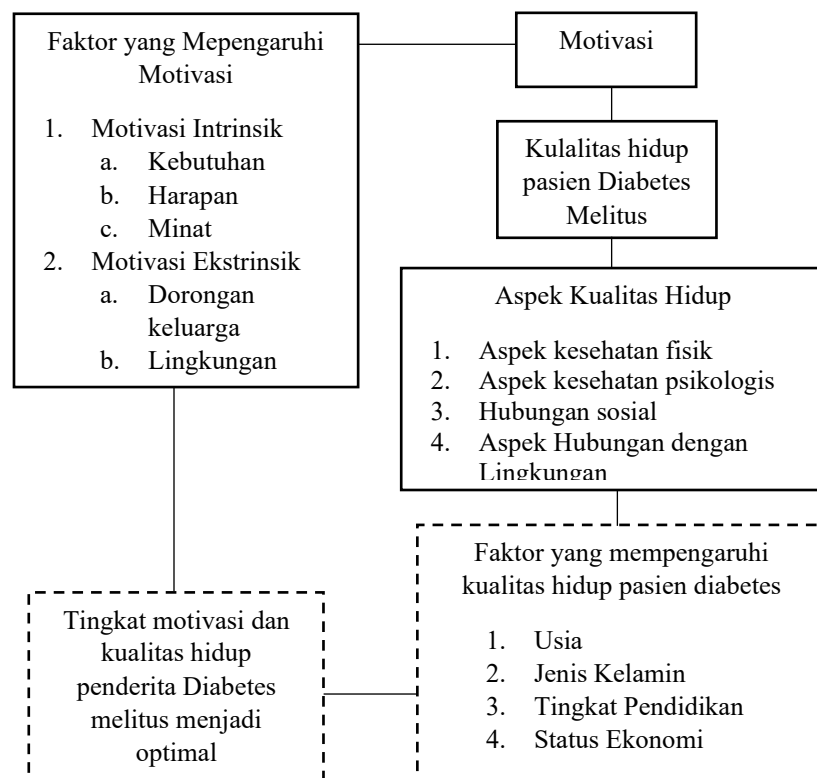 Faktor yang Mepengaruhi
Motivasi
1. Motivasi Intrinsik
a. Kebutuhan
b. Harapan
c. Minat
2. Motivasi Ekstrinsik
a. Dorongan
keluarga
b. Lingkungan
Motivasi
Kulalitas hidup
pasien Diabetes
Melitus
Aspek Kualitas Hidup
1. Aspek kesehatan fisik
2. Aspek kesehatan psikologis
3. Hubungan sosial
4. Aspek Hubungan dengan
Lingkungan
Faktor yang mempengaruhi
kualitas hidup pasien diabetes
1. Usia
2. Jenis Kelamin
3. Tingkat Pendidikan
4. Status Ekonomi
Tingkat motivasi dan
kualitas hidup
penderita Diabetes
melitus menjadi
optimal